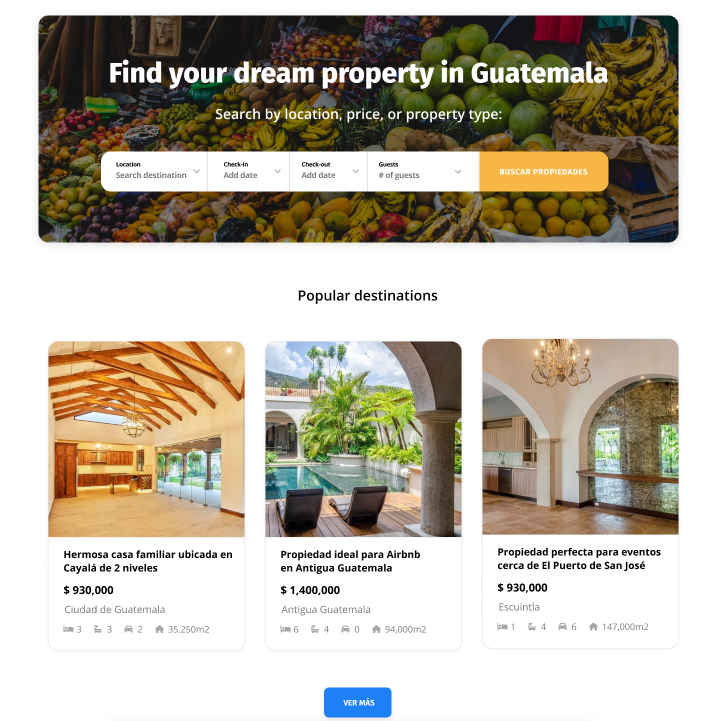 Find your dream property in Guatemala
Search by location, price, or property type:
Location
Search destination
Check-in
Add date
Check-out
Add date
Guests
# of guests
BUSCAR PROPIEDADES
Popular destinations
Hermosa casa familiar ubicada en
Cayalá de 2 niveles
$ 930,000
Ciudad de Guatemala
3 3 2 35,250m2
Propiedad ideal para Airbnb
en Antigua Guatemala
$ 1,400,000
Antigua Guatemala
6 4 0 94,000m2
Propiedad perfecta para eventos
cerca de El Puerto de San José
$ 930,000
Escuintla
1 4 6 147,000m2
VER MÁS